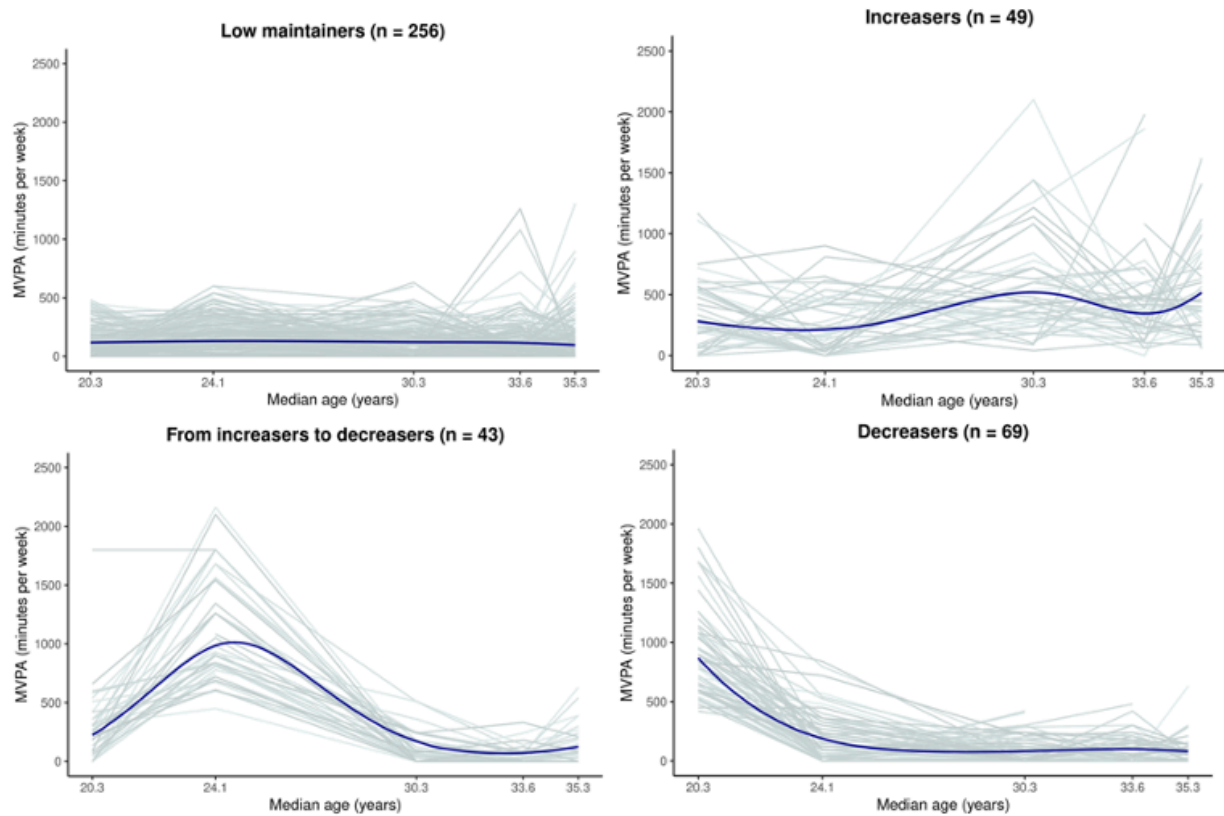 Low maintainers (n = 256)
2500
2000
1500
1000
500
0
MVPA (minutes per week)
20.3 24.1 30.3 33.6 35.3
Median age (years)
Increasers (n = 49)
2500
2000
1500
1000
500
0
MVPA (minutes per week)
20.3 24.1 30.3 33.6 35.3
Median age (years)
From increasers to decreasers (n = 43)
2500
2000
1500
1000
500
0
MVPA (minutes per week)
20.3 24.1 30.3 33.6 35.3
Median age (years)
Decreasers (n = 69)
2500
2000
1500
1000
500
0
MVPA (minutes per week)
20.3 24.1 30.3 33.6 35.3
Median age (years)